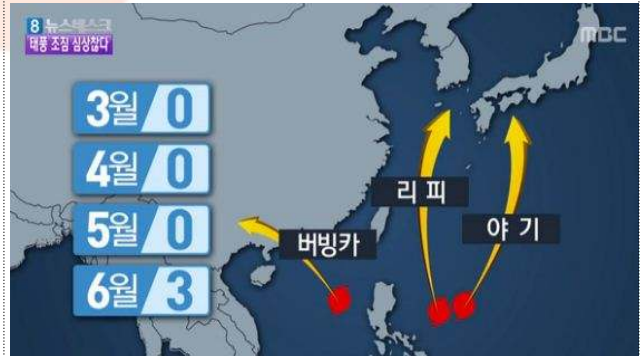 8 뉴스데스크
mbc
태풍 조짐 심상찮다
3월 0
4월 0
5월 0
6월 3
버빙카
리피
야기